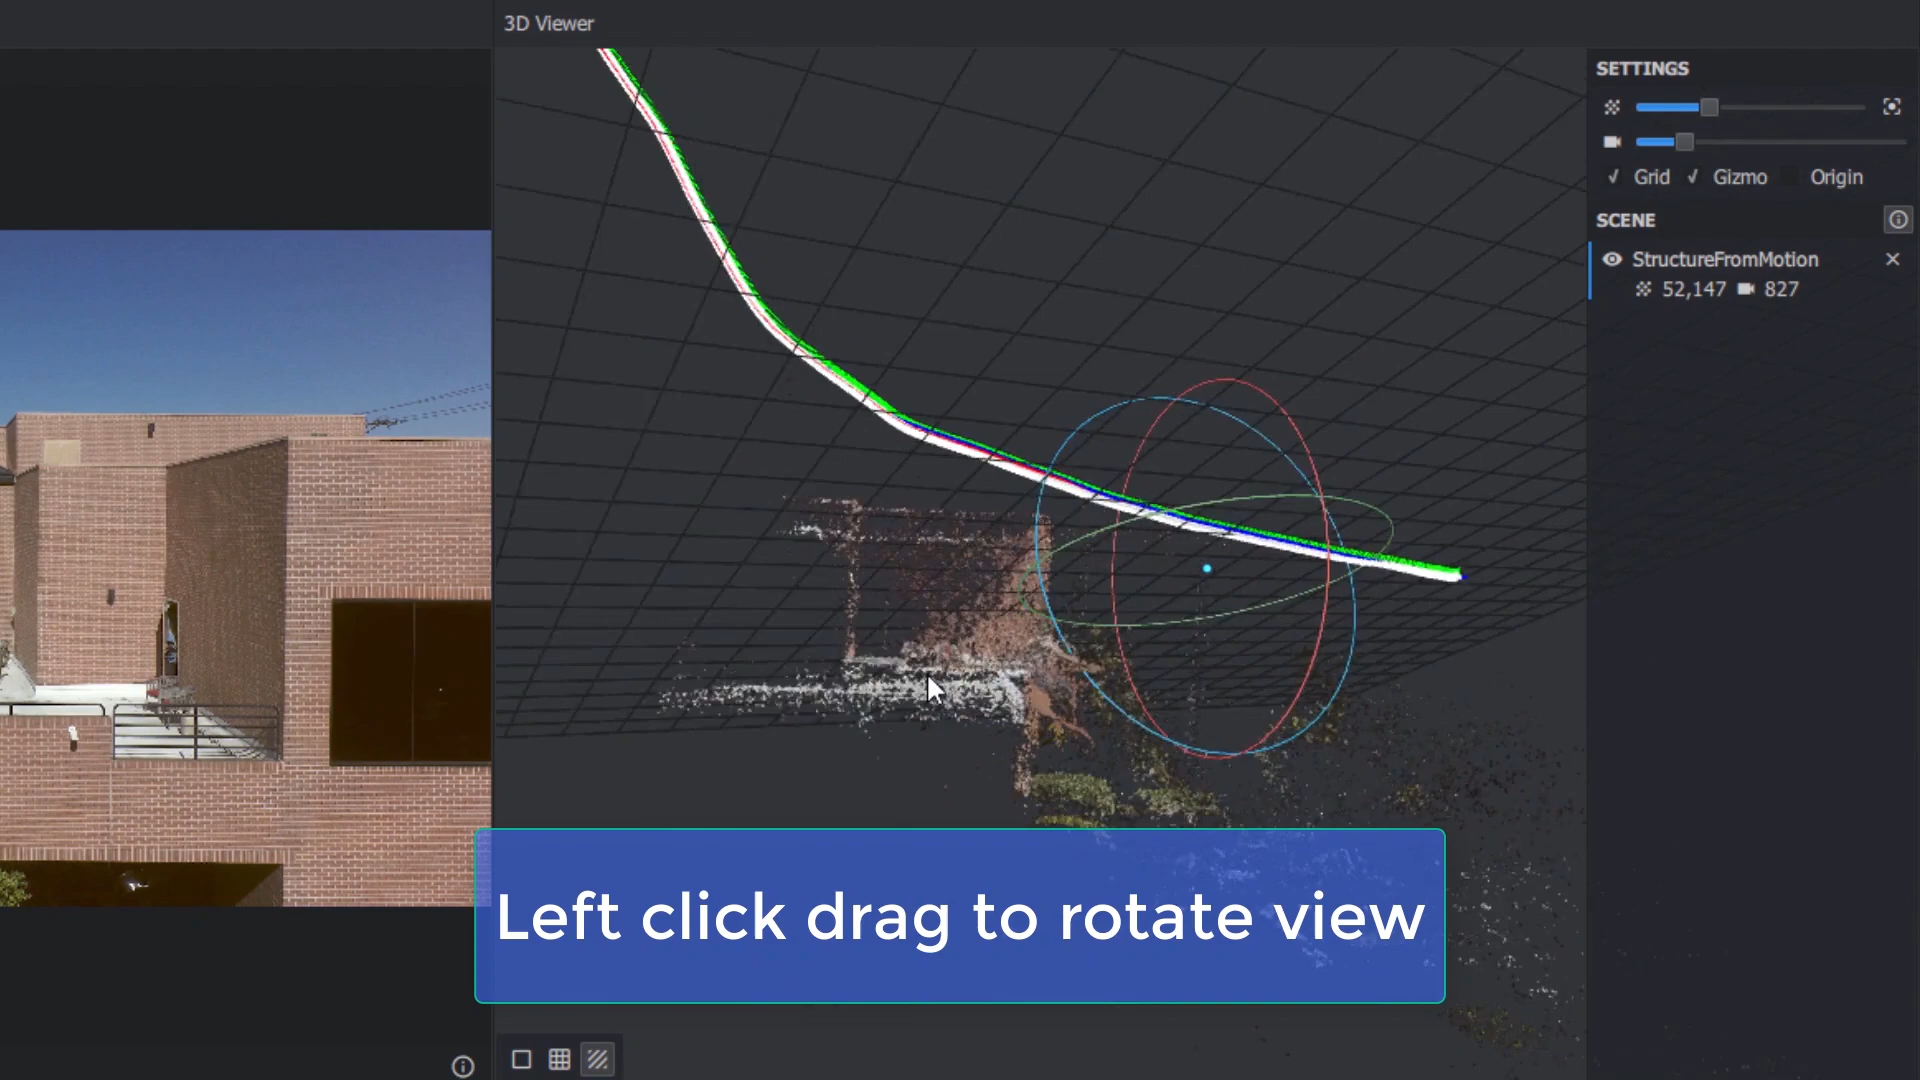 3D Viewer
SETTINGS
Grid
Gizmo
Origin
SCENE
StructureFromMotion
52,147
827
Left click drag to rotate view